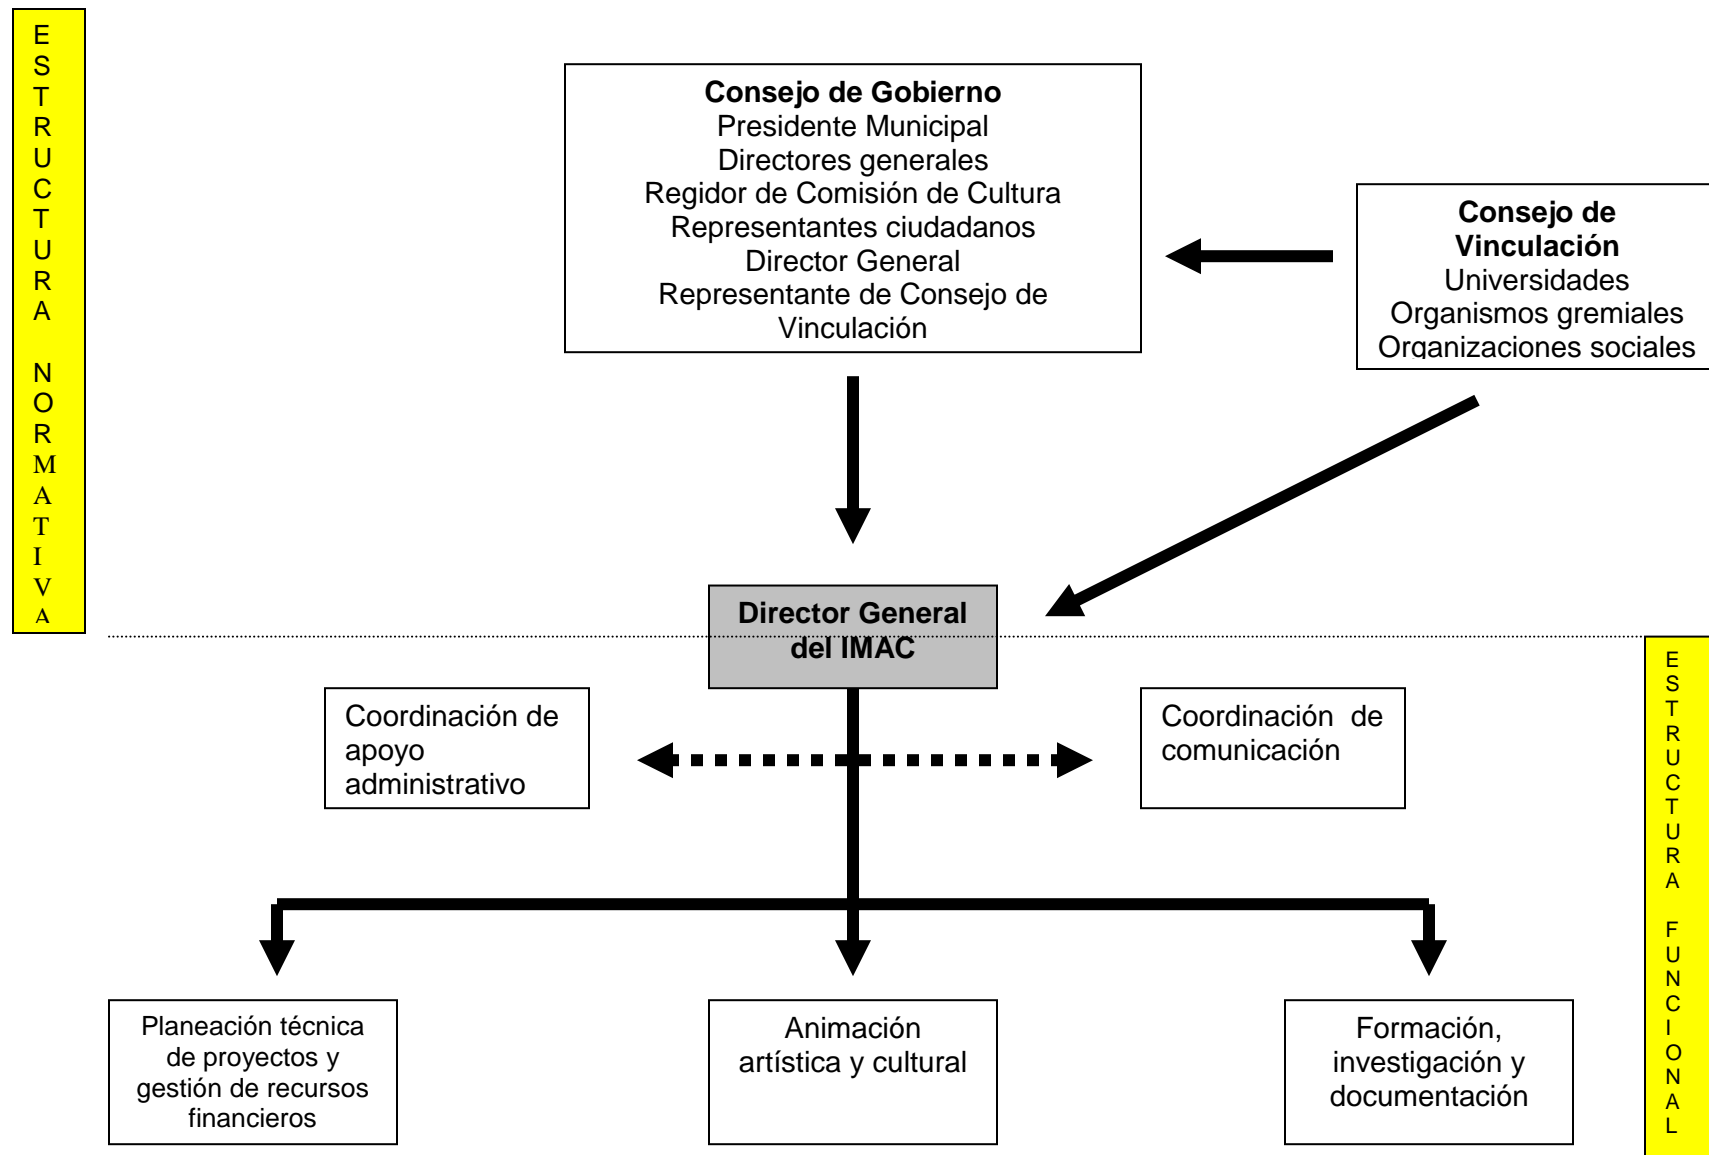 ESTRUCTURA NORMATIVA
Consejo de Gobierno
Presidente Municipal
Directores generales
Regidor de Comisión de Cultura
Representantes ciudadanos
Director General
Representante de Consejo de
Vinculación
Consejo de
Vinculación
Universidades
Organismos gremiales
Organizaciones sociales
Director General
del IMAC
Coordinación de
apoyo
administrativo
Coordinación de
comunicación
ESTRUCTURA FUNCIONAL
Planeación técnica
de proyectos y
gestión de recursos
financieros
Animación
artística y cultural
Formación,
investigación y
documentación